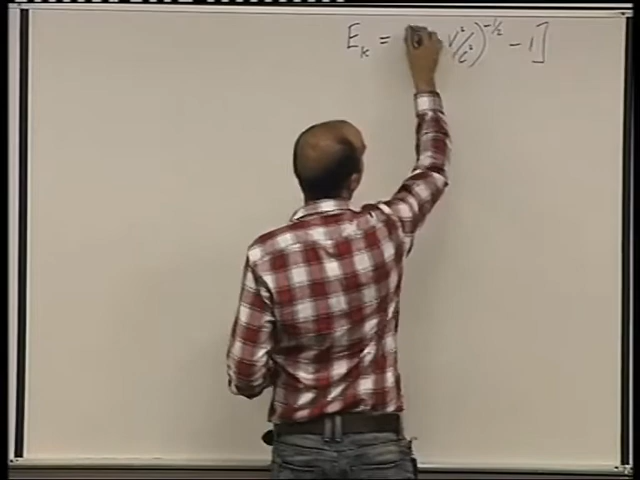 E_k = v²/c²)^{-1/2} - 1]